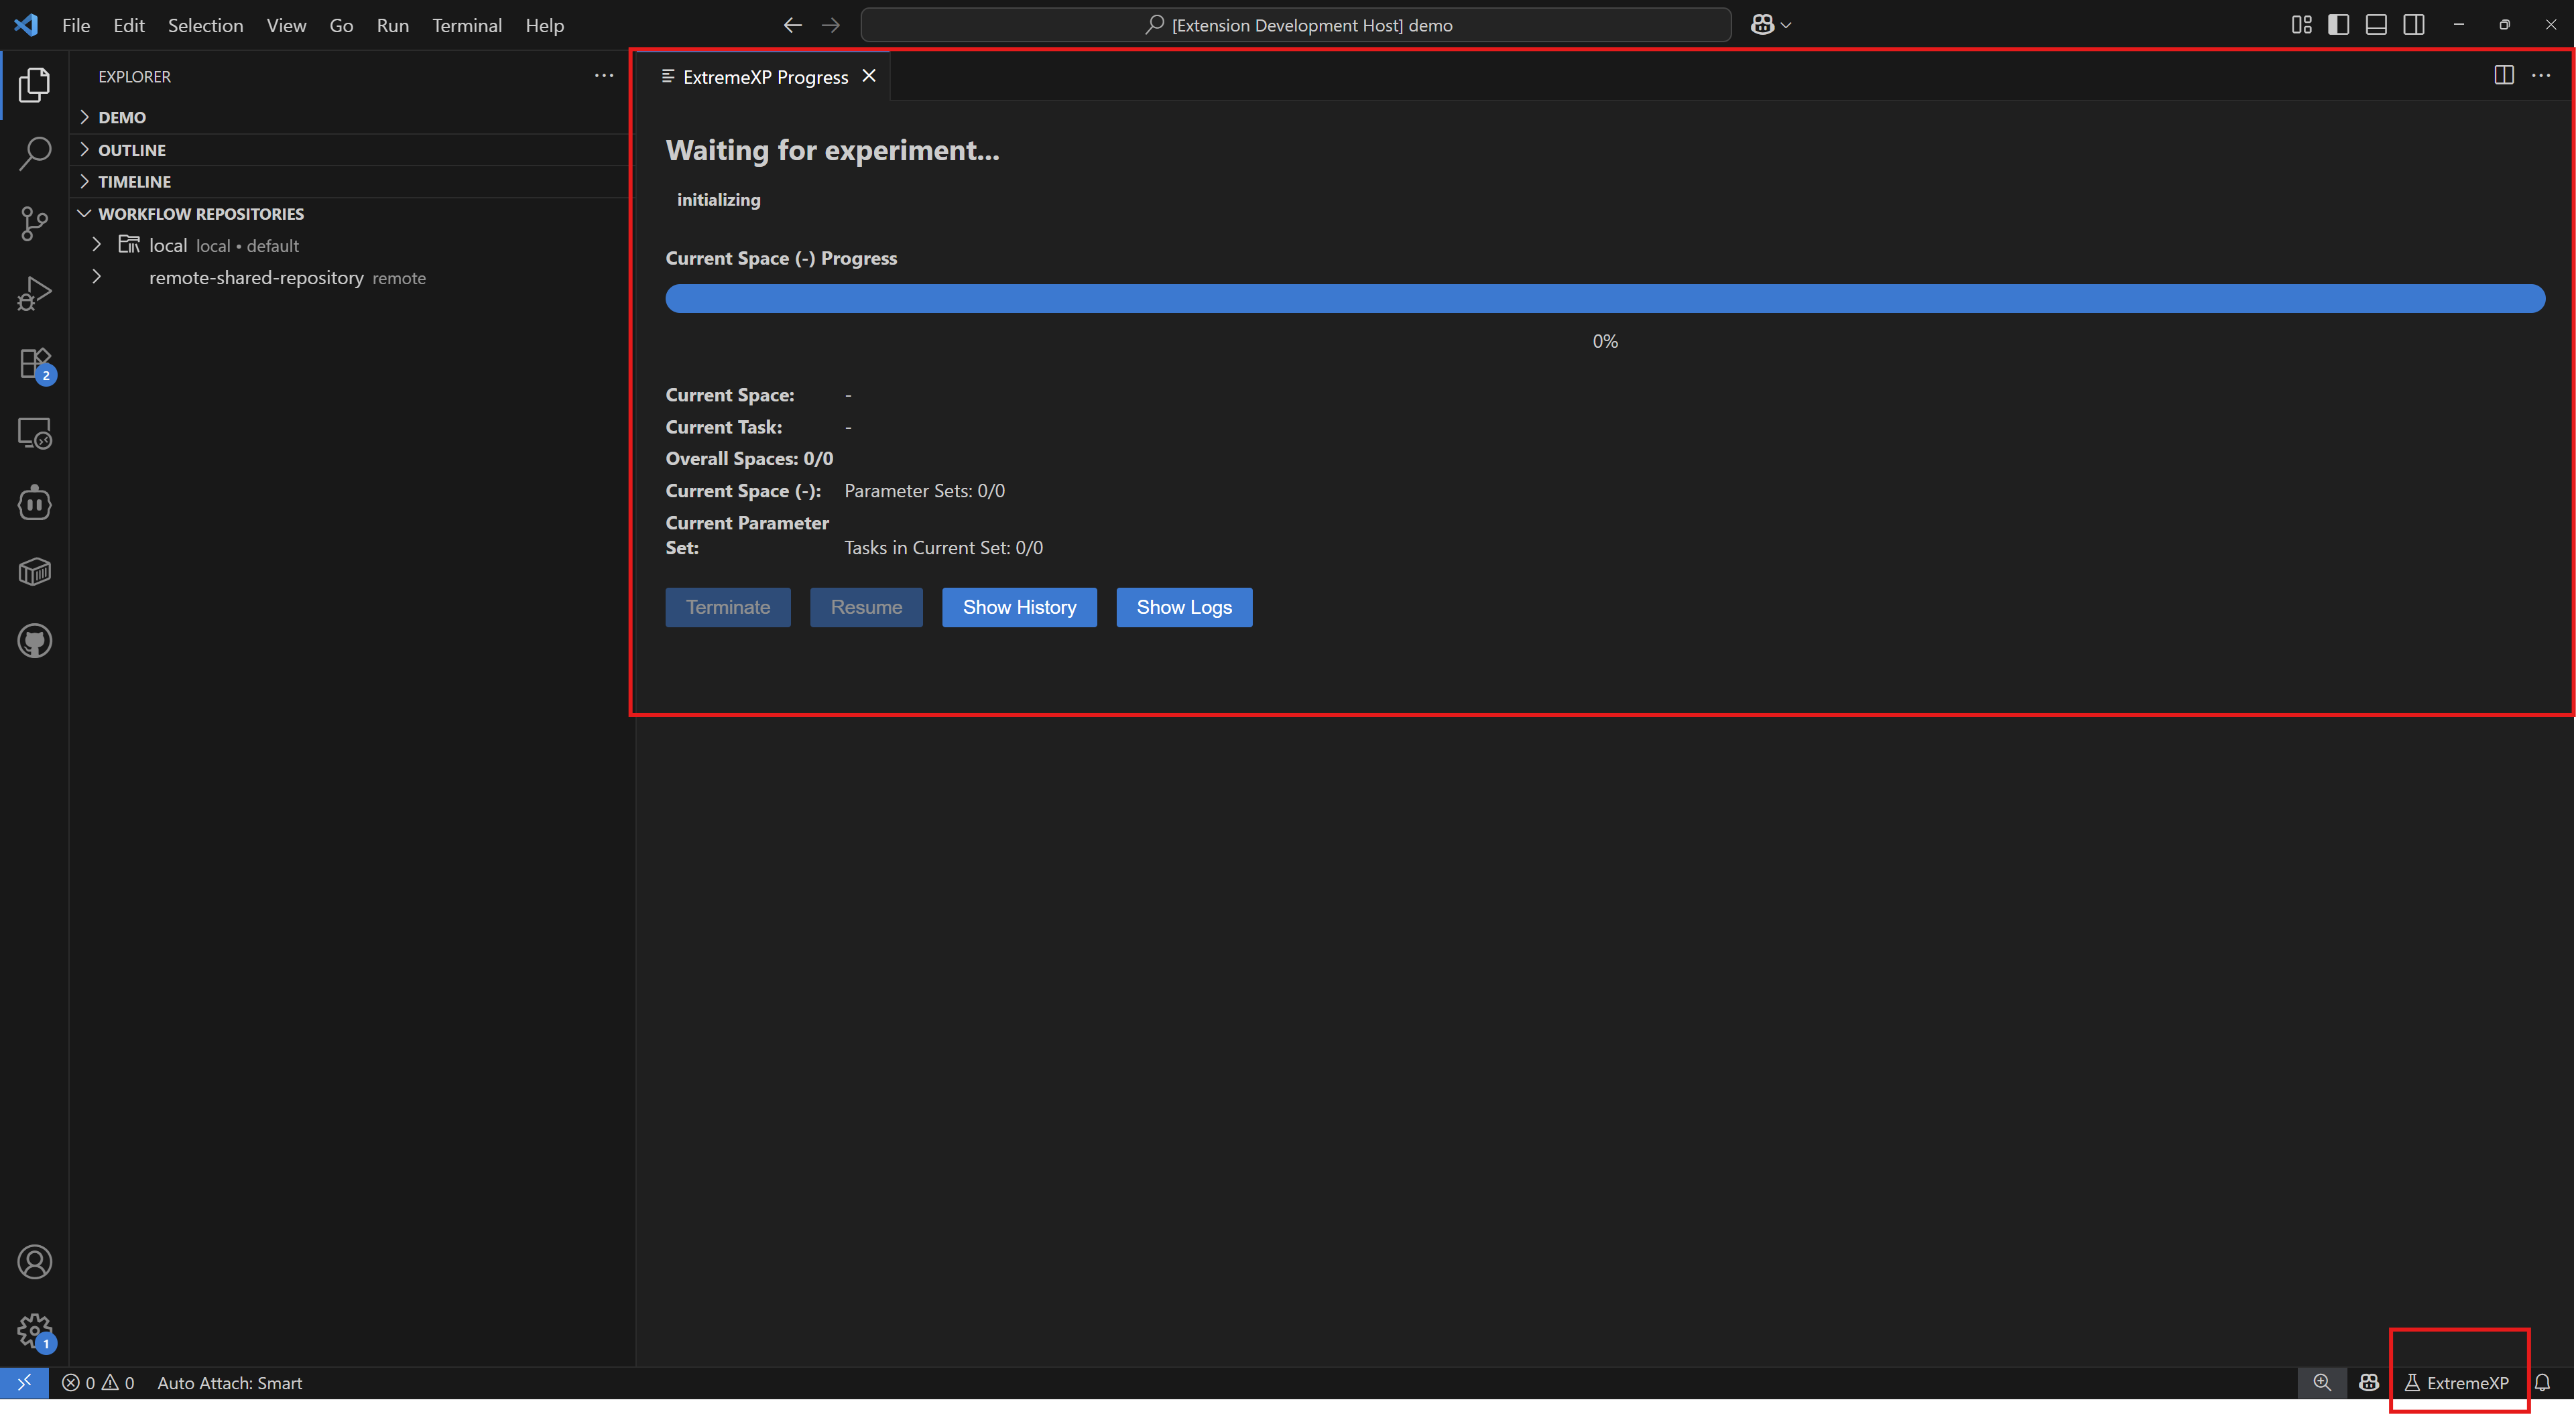 File Edit Selection View Go Run Terminal Help [Extension Development Host] demo
EXPLORER
DEMO
OUTLINE
TIMELINE
WORKFLOW REPOSITORIES
local local • default
remote-shared-repository remote
2
1
ExtremeXP Progress
Waiting for experiment...
initializing
Current Space (-) Progress
0%
Current Space: -
Current Task: -
Overall Spaces: 0/0
Current Space (-): Parameter Sets: 0/0
Current Parameter
Set: Tasks in Current Set: 0/0
Terminate Resume Show History Show Logs
0 0 Auto Attach: Smart ExtremeXP